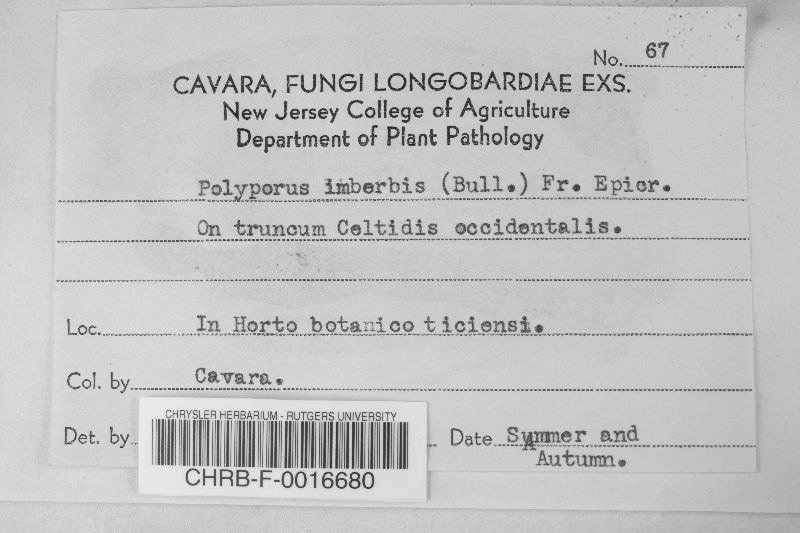 No. 67
CAVARA, FUNGI LONGOBARDIAE EXS.
New Jersey College of Agriculture
Department of Plant Pathology
Polyporus imberbis (Bull.) Fr. Epicr.
On truncum Celtidis occidentalis.
Loc. In Horto botanico ticiensi.
Col. by Cavara.
Det. by
Date Summer and
Autumn.
CHRYSLER HERBARIUM - RUTGERS UNIVERSITY
CHRB-F-0016680